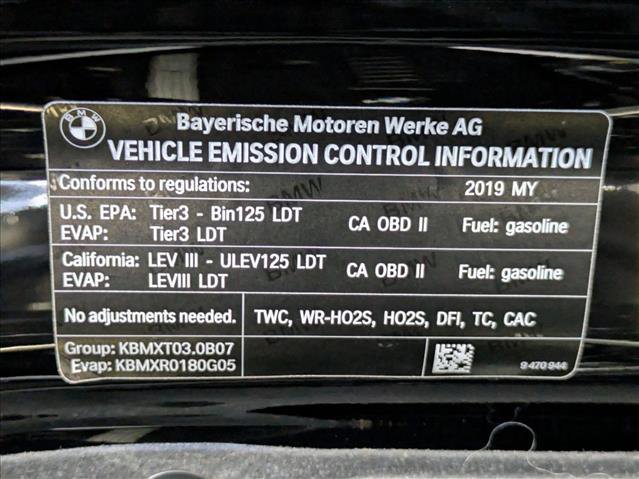 BMW
Bayerische Motoren Werke AG
VEHICLE EMISSION CONTROL INFORMATION
Conforms to regulations: 2019 MY
U.S. EPA: Tier3 - Bin125 LDT CA OBD II Fuel: gasoline
EVAP: Tier3 LDT
California: LEV III - ULEV125 LDT CA OBD II Fuel: gasoline
EVAP: LEVIII LDT
No adjustments needed. TWC, WR-HO2S, HO2S, DFI, TC, CAC
Group: KBMXT03.0B07
Evap: KBMXR0180G05 9 470 944